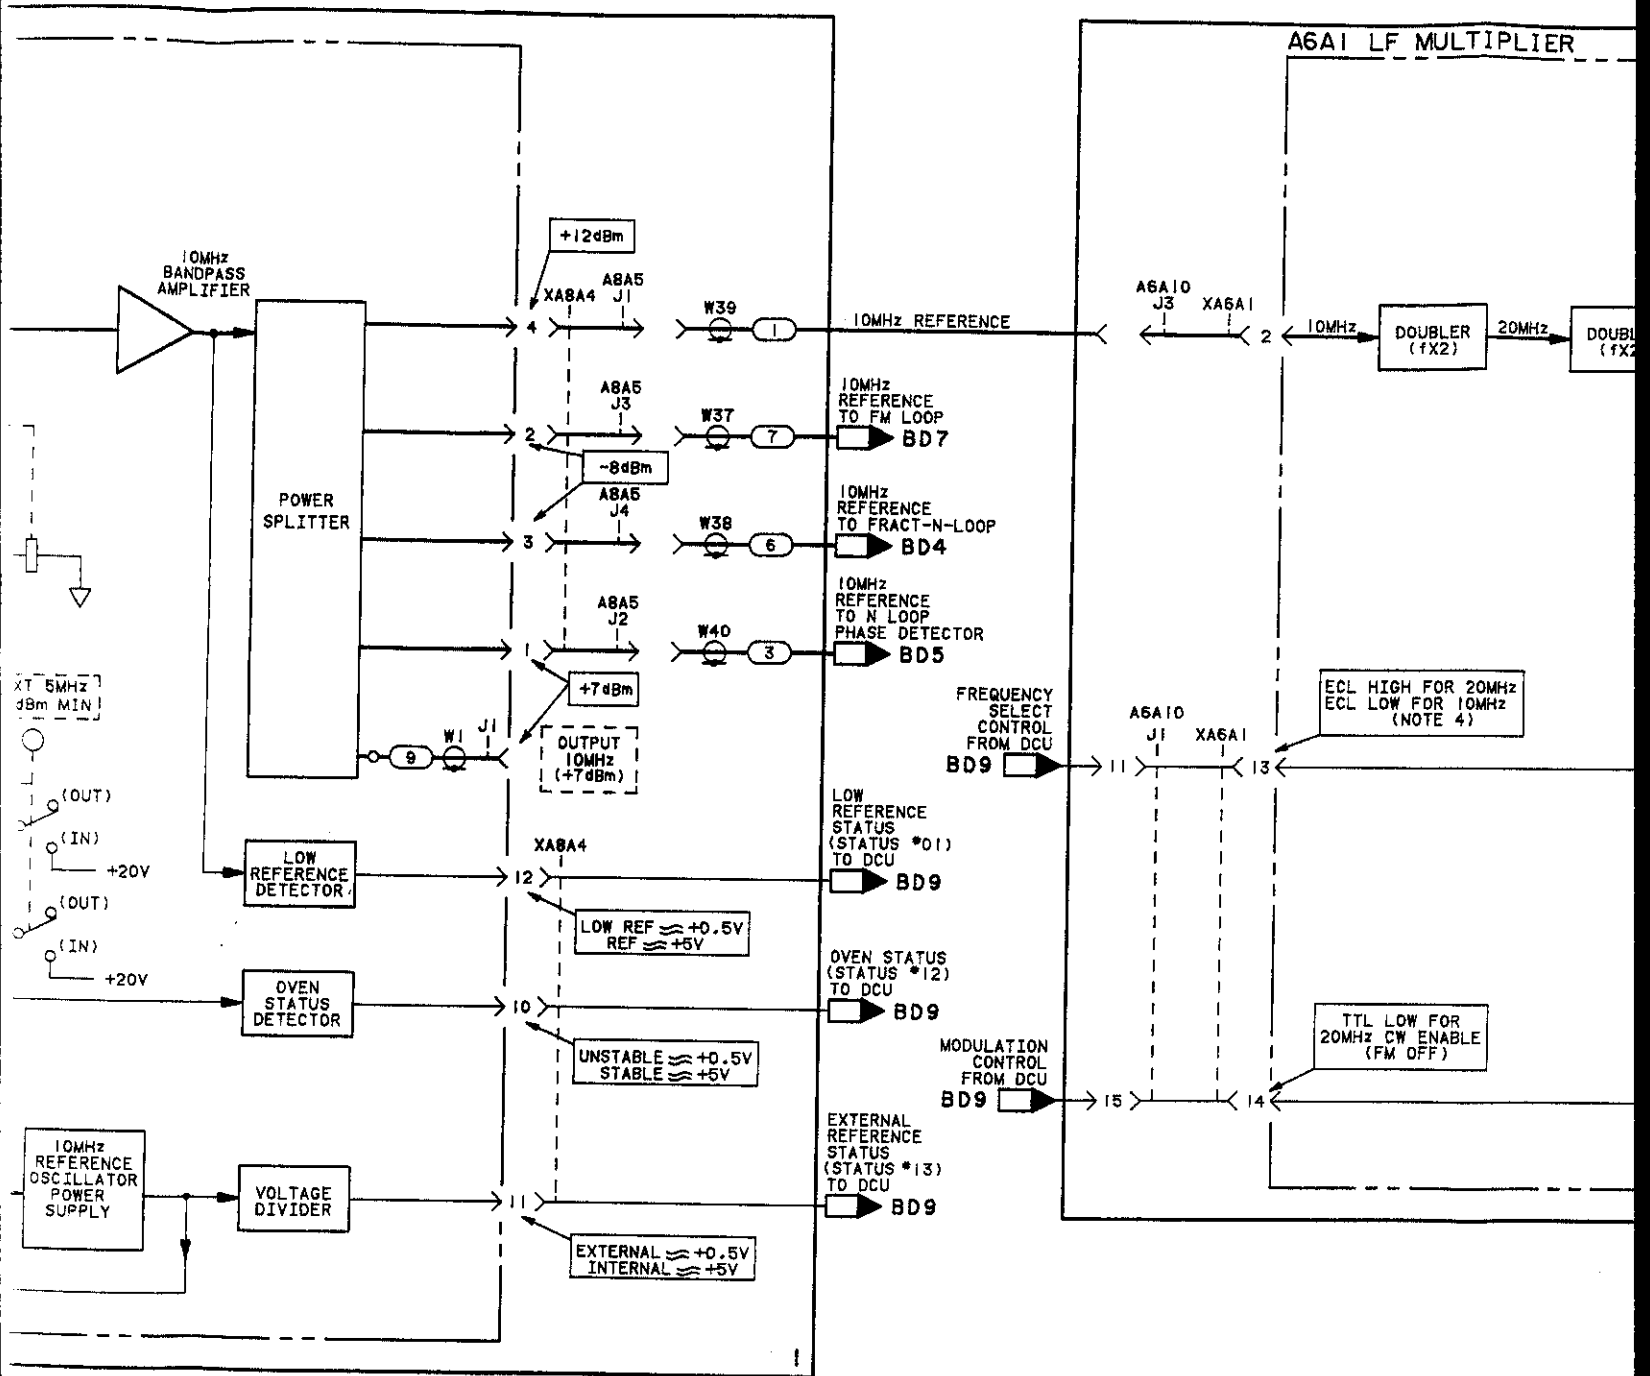 A6A1 LF MULTIPLIER
+12dBm
10MHz
BANDPASS
AMPLIFIER
XA8A4
A8A5
J1
W39
4
1
10MHz REFERENCE
A6A10
J3
XA6A1
2
10MHz
DOUBLER
(fX2)
20MHz
A8A5
J3
W37
2
7
10MHz
REFERENCE
TO FM LOOP
BD7
-8dBm
POWER
SPLITTER
A8A5
J4
W38
3
6
10MHz
REFERENCE
TO FRACT-N-LOOP
BD4
A8A5
J2
W40
1
3
10MHz
REFERENCE
TO N LOOP
PHASE DETECTOR
BD5
+7dBm
XT 5MHz
dBm MIN
9
W1
J1
OUTPUT
10MHz
(+7dBm)
FREQUENCY
SELECT
CONTROL
FROM DCU
BD9
11
A6A10
J1
XA6A1
13
ECL HIGH FOR 20MHz
ECL LOW FOR 10MHz
(NOTE 4)
(OUT)
(IN)
+20V
(OUT)
(IN)
+20V
LOW
REFERENCE
DETECTOR
XA8A4
12
LOW REF ≈ +0.5V
REF ≈ +5V
LOW
REFERENCE
STATUS
(STATUS #01)
TO DCU
BD9
OVEN
STATUS
DETECTOR
10
UNSTABLE ≈ +0.5V
STABLE ≈ +5V
OVEN STATUS
(STATUS #12)
TO DCU
BD9
MODULATION
CONTROL
FROM DCU
BD9
15
14
TTL LOW FOR
20MHz CW ENABLE
(FM OFF)
10MHz
REFERENCE
OSCILLATOR
POWER
SUPPLY
VOLTAGE
DIVIDER
11
EXTERNAL ≈ +0.5V
INTERNAL ≈ +5V
EXTERNAL
REFERENCE
STATUS
(STATUS #13)
TO DCU
BD9